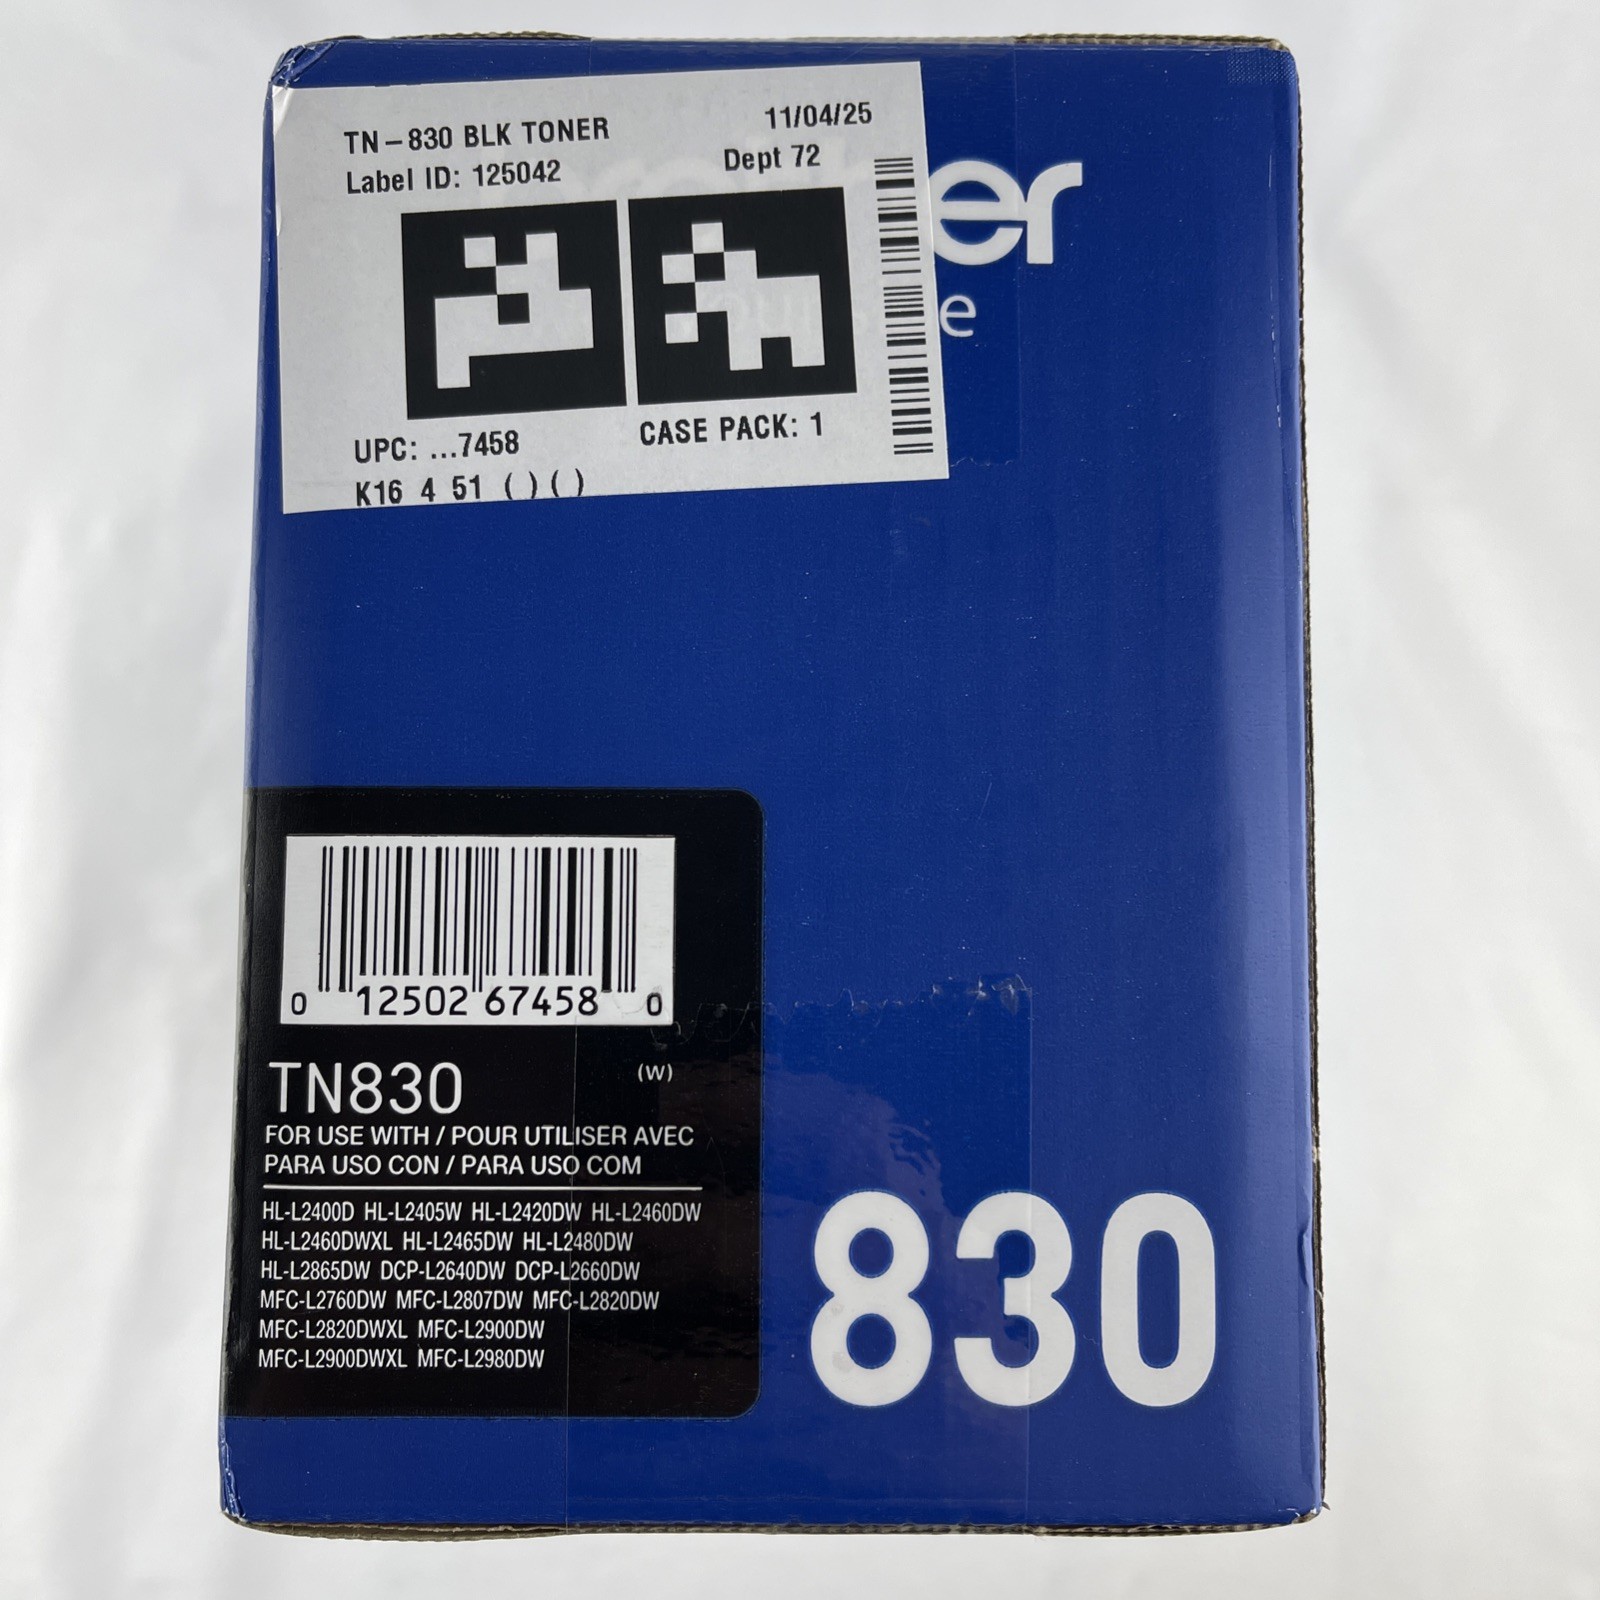 TN-830 BLK TONER
11/04/25
Label ID: 125042
Dept 72
UPC: ...7458
CASE PACK: 1
K16 4 51 ( ) ( )
er
e
0 12502 67458 0
TN830
(W)
FOR USE WITH / POUR UTILISER AVEC
PARA USO CON / PARA USO COM
HL-L2400D HL-L2405W HL-L2420DW HL-L2460DW
HL-L2460DWXL HL-L2465DW HL-L2480DW
HL-L2865DW DCP-L2640DW DCP-L2660DW
MFC-L2760DW MFC-L2807DW MFC-L2820DW
MFC-L2820DWXL MFC-L2900DW
MFC-L2900DWXL MFC-L2980DW
830